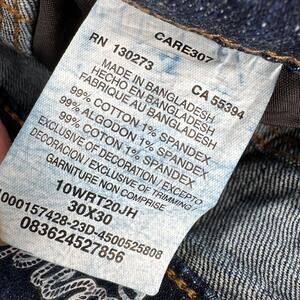 CARE307
RN 130273 CA 55394
MADE IN BANGLADESH
HECHO EN BANGLADESH
FABRIQUE AU BANGLADESH
99% COTTON 1% SPANDEX
99% ALGODON 1% SPANDEX
99% COTON 1% SPANDEX
EXCLUSIVE OF DECORATION/EXCEPTO
DECORACION/EXCLUSIVE OF TRIMMING/
GARNITURE NON COMPRISE
10WRT20JH
30X30
1000157428-23D-4500525808
083624527856